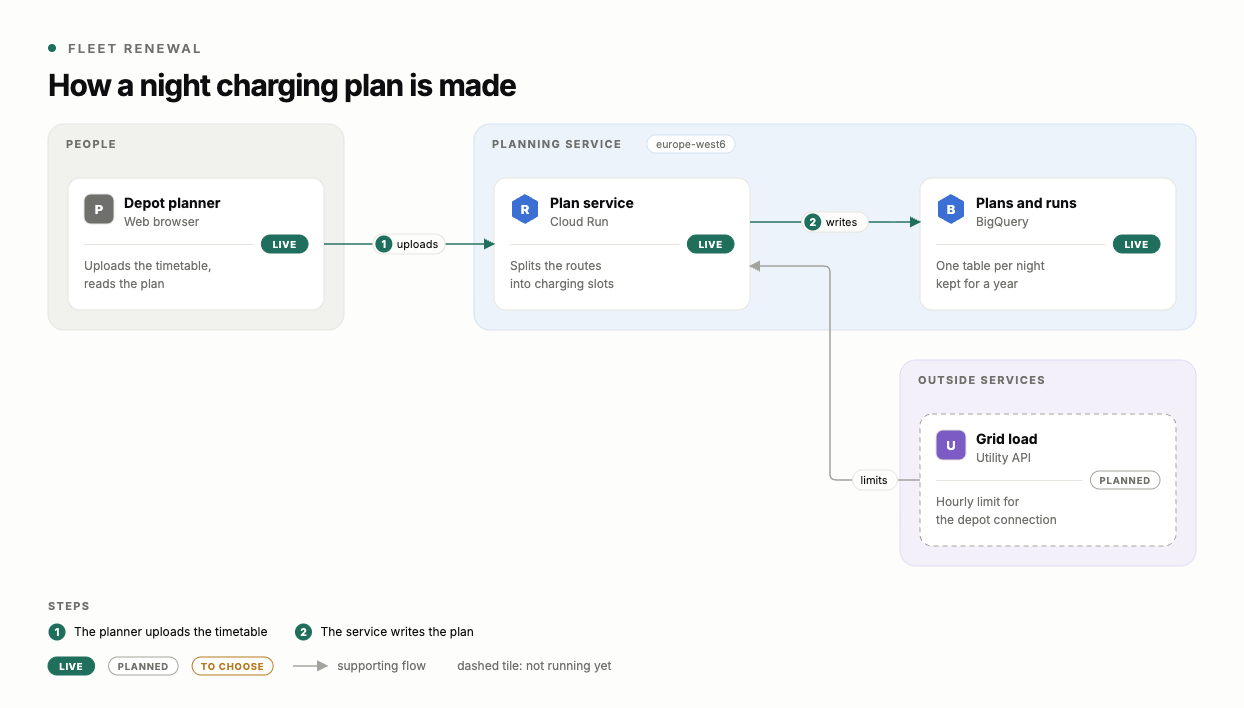 FLEET RENEWAL
How a night charging plan is made
PEOPLE
P
Depot planner
Web browser
LIVE
Uploads the timetable,
reads the plan
1 uploads
PLANNING SERVICE
europe-west6
R
Plan service
Cloud Run
LIVE
Splits the routes
into charging slots
2 writes
B
Plans and runs
BigQuery
LIVE
One table per night
kept for a year
OUTSIDE SERVICES
U
Grid load
Utility API
PLANNED
Hourly limit for
the depot connection
limits
STEPS
1 The planner uploads the timetable
2 The service writes the plan
LIVE
PLANNED
TO CHOOSE
supporting flow
dashed tile: not running yet